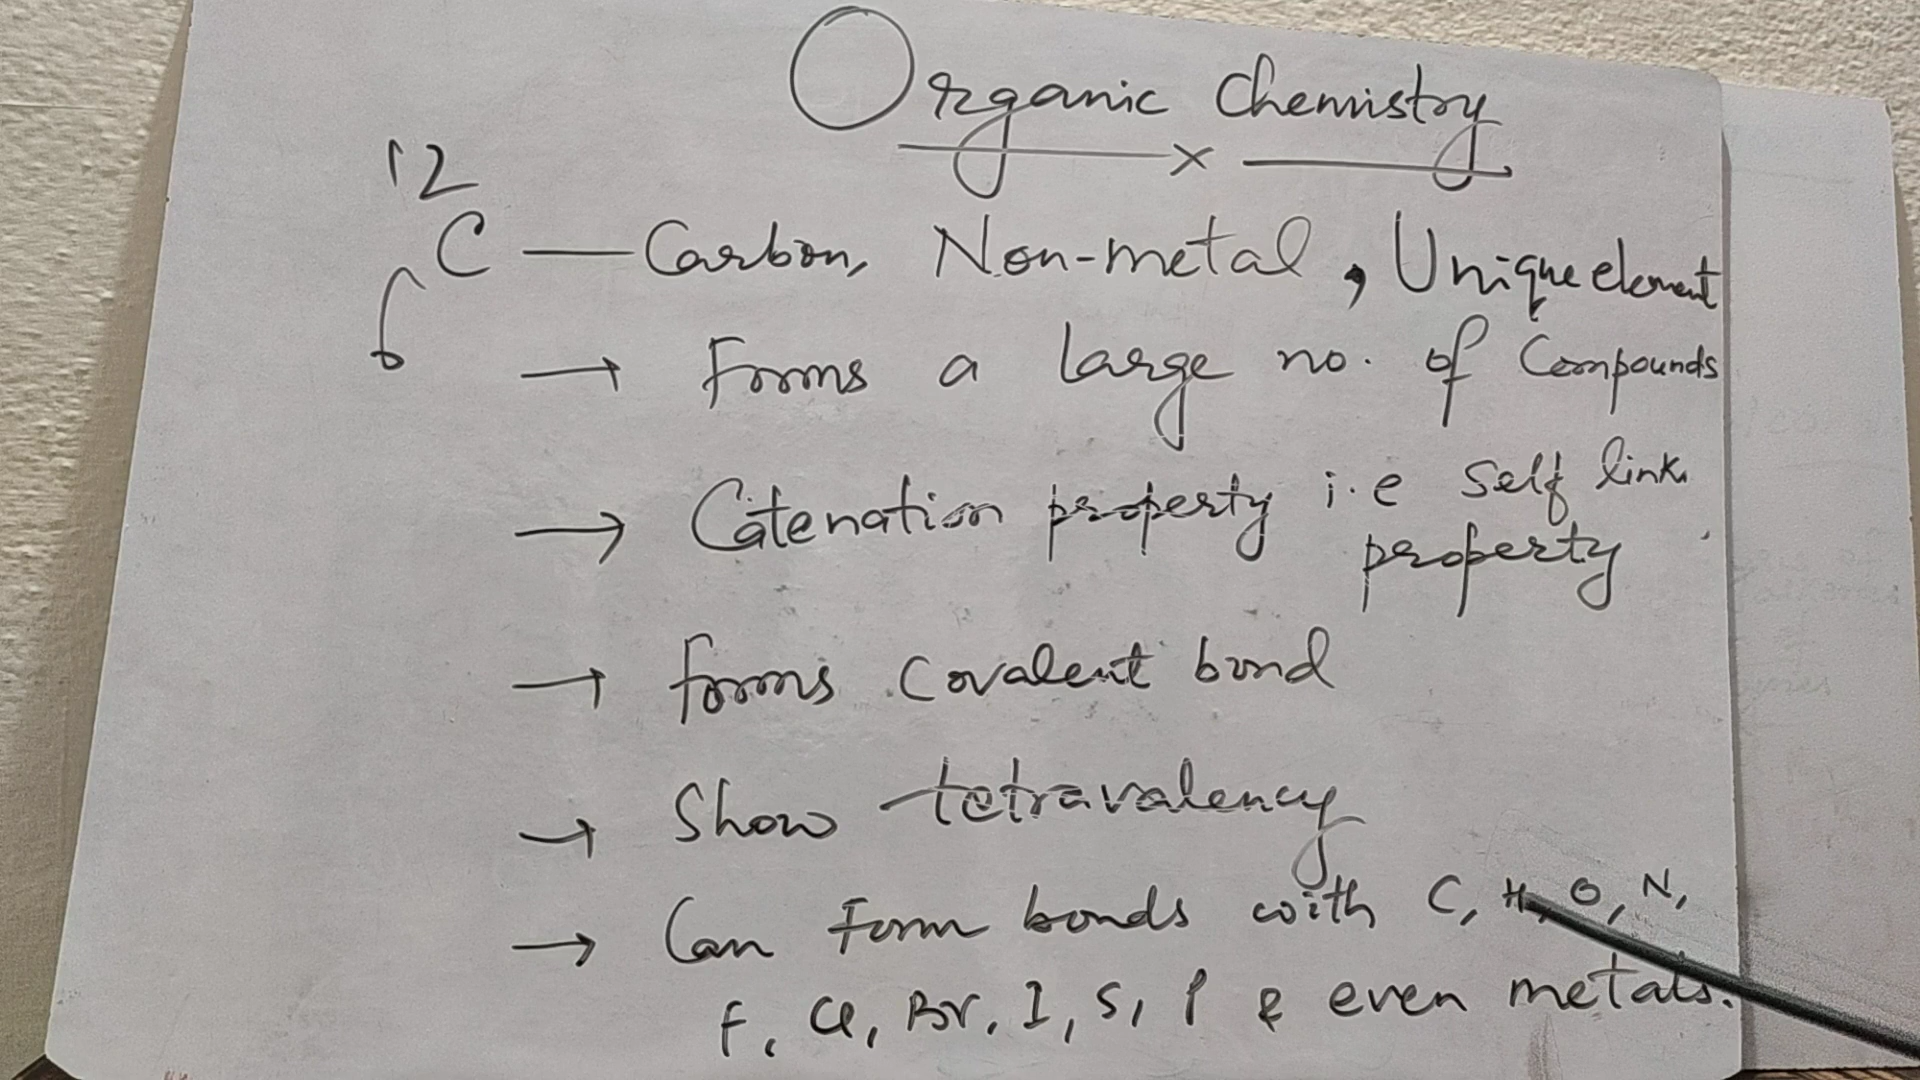 Organic Chemistry
12
C — Carbon, Non-metal, Unique element
6
→ Forms a large no. of Compounds
→ Catenation property i.e self link
property
→ forms covalent bond
→ Show tetravalency
→ Can form bonds with C, H, O, N,
F, Cl, Br, I, S, P & even metals.